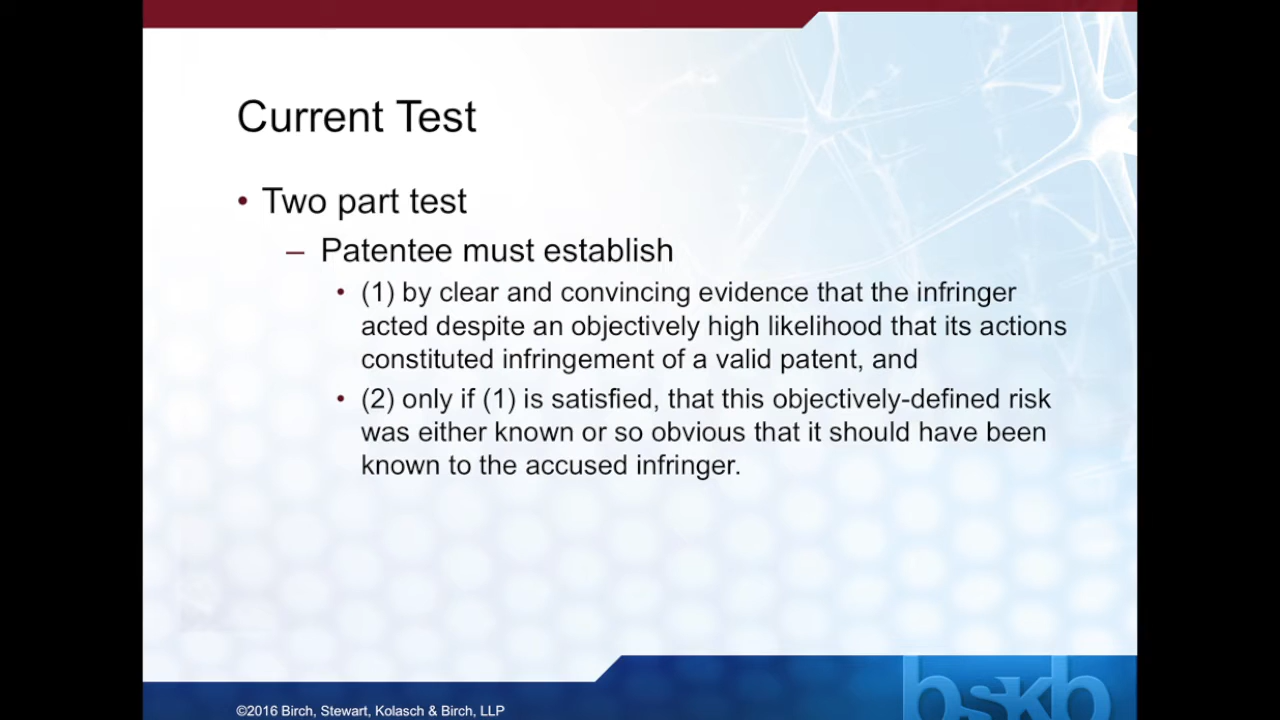 Current Test
• Two part test
– Patentee must establish
• (1) by clear and convincing evidence that the infringer
acted despite an objectively high likelihood that its actions
constituted infringement of a valid patent, and
• (2) only if (1) is satisfied, that this objectively-defined risk
was either known or so obvious that it should have been
known to the accused infringer.
©2016 Birch, Stewart, Kolasch & Birch, LLP
bskb